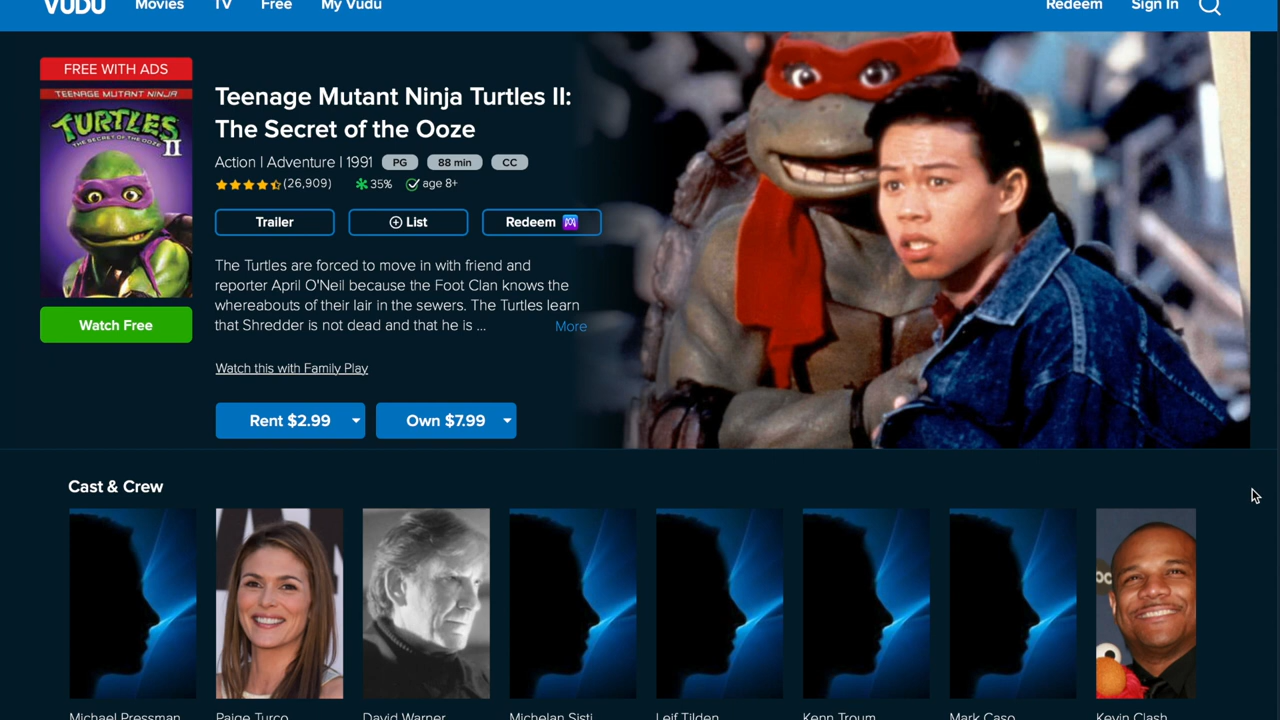 VUDU Movies TV Free My Vudu Redeem Sign In
FREE WITH ADS
TEENAGE MUTANT NINJA
TURTLES
THE SECRET OF THE OOZE
II
Watch Free
Teenage Mutant Ninja Turtles II:
The Secret of the Ooze
Action | Adventure | 1991 PG 88 min CC
(26,909) 35% age 8+
Trailer List Redeem
The Turtles are forced to move in with friend and
reporter April O'Neil because the Foot Clan knows the
whereabouts of their lair in the sewers. The Turtles learn
that Shredder is not dead and that he is ... More
Watch this with Family Play
Rent $2.99 Own $7.99
Cast & Crew
Michael Pressman Paige Turco David Warner Michelan Sisti Leif Tilden Kenn Troum Mark Caso Kevin Clash